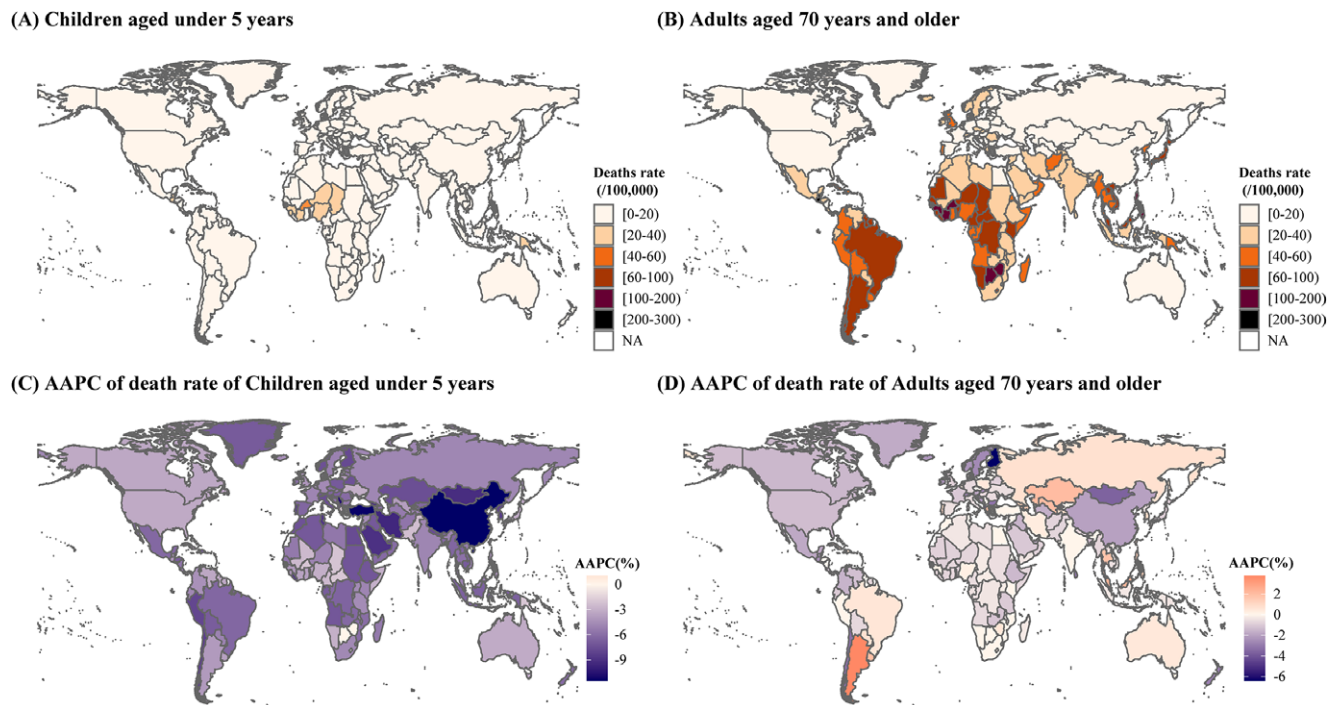 (A) Children aged under 5 years
(B) Adults aged 70 years and older
Deaths rate
(/100,000)
[0-20)
[20-40)
[40-60)
[60-100)
[100-200)
[200-300)
NA
Deaths rate
(/100,000)
[0-20)
[20-40)
[40-60)
[60-100)
[100-200)
[200-300)
NA
(C) AAPC of death rate of Children aged under 5 years
(D) AAPC of death rate of Adults aged 70 years and older
AAPC(%)
0
-3
-6
-9
AAPC(%)
2
0
-2
-4
-6